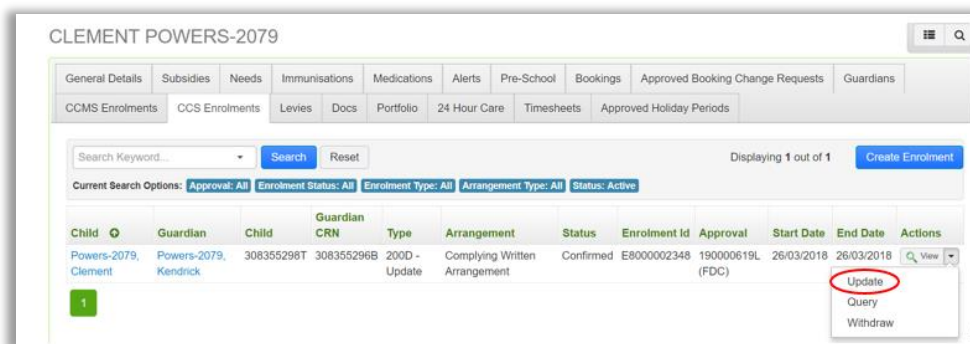 CLEMENT POWERS-2079
General Details Subsidies Needs Immunisations Medications Alerts Pre-School Bookings Approved Booking Change Requests Guardians
CCMS Enrolments CCS Enrolments Levies Docs Portfolio 24 Hour Care Timesheets Approved Holiday Periods
Search Keyword... Search Reset Displaying 1 out of 1 Create Enrolment
Current Search Options: Approval: All Enrolment Status: All Enrolment Type: All Arrangement Type: All Status: Active
Guardian
Child Guardian Child CRN Type Arrangement Status Enrolment Id Approval Start Date End Date Actions
Powers-2079, Powers-2079, 308355298T 308355296B 200D - Complying Written Confirmed E8000002348 190000619L 26/03/2018 26/03/2018 View
Clement Kendrick Update Arrangement (FDC)
Update
1
Query
Withdraw